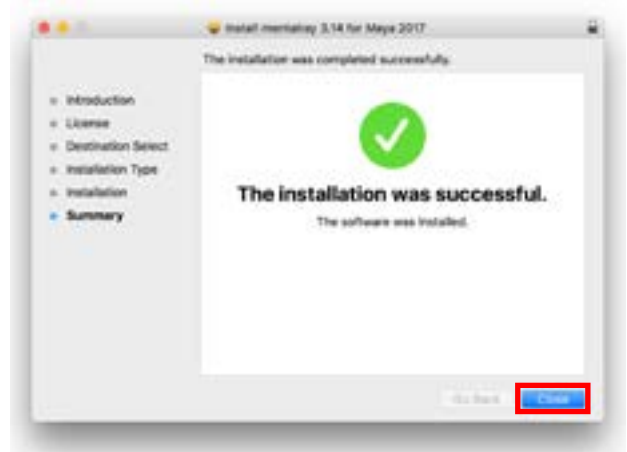 Install mentalray 3.14 for Maya 2017
The installation was completed successfully.
Introduction
License
Destination Select
Installation Type
Installation
Summary
The installation was successful.
The software was installed.
Go Back
Close